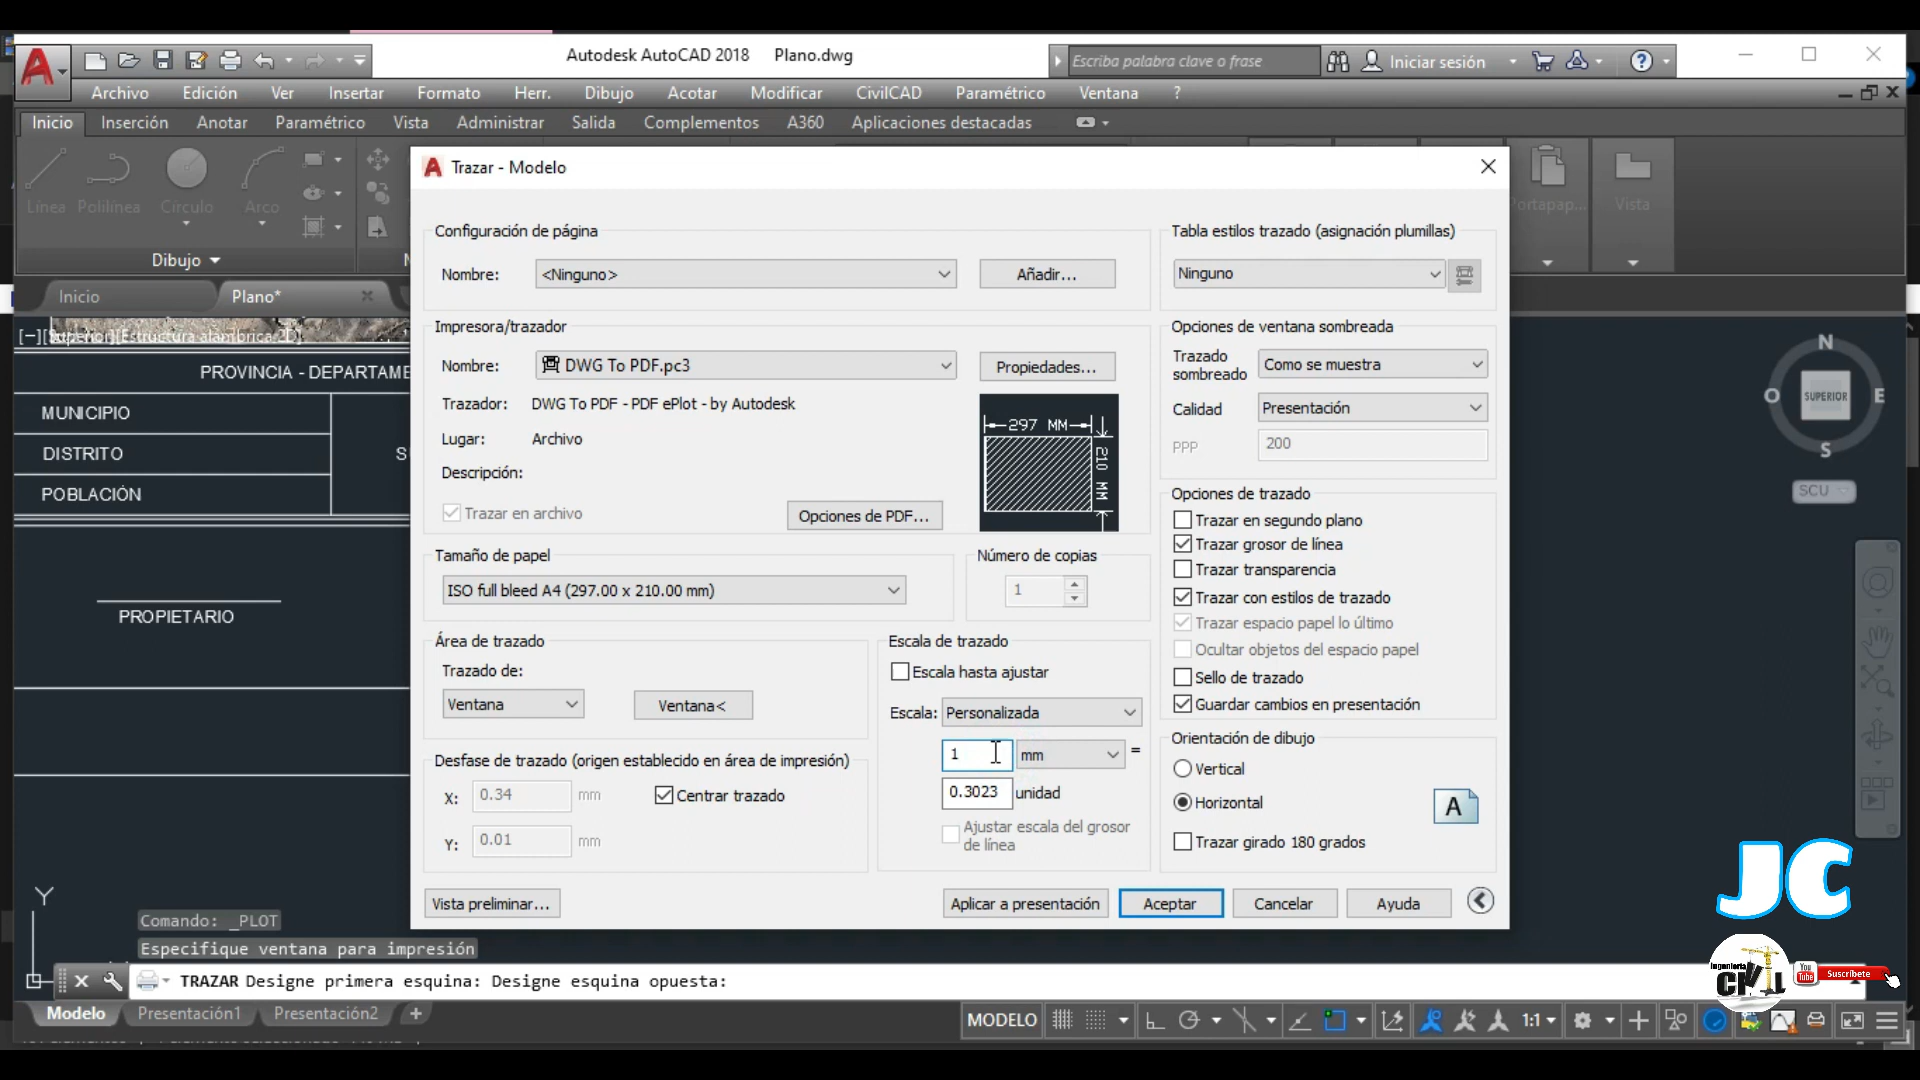 Autodesk AutoCAD 2018 Plano.dwg
Escriba palabra clave o frase
Iniciar sesión
Archivo Edición Ver Insertar Formato Herr. Dibujo Acotar Modificar CivilCAD Paramétrico Ventana ?
Inicio Inserción Anotar Paramétrico Vista Administrar Salida Complementos A360 Aplicaciones destacadas
Línea Polilínea Círculo Arco
Portapap... Vista
Dibujo
Inicio Plano*
[−][Superior][Estructura alámbrica 2D]
PROVINCIA - DEPARTAME
MUNICIPIO
DISTRITO
POBLACIÓN
PROPIETARIO
Trazar - Modelo
Configuración de página
Nombre: <Ninguno> Añadir...
Impresora/trazador
Nombre: DWG To PDF.pc3 Propiedades...
Trazador: DWG To PDF - PDF ePlot - by Autodesk
Lugar: Archivo
Descripción:
Trazar en archivo Opciones de PDF...
297 MM
210 MM
Tamaño de papel
ISO full bleed A4 (297.00 x 210.00 mm)
Número de copias
1
Área de trazado
Trazado de:
Ventana Ventana<
Desfase de trazado (origen establecido en área de impresión)
X: 0.34 mm Centrar trazado
Y: 0.01 mm
Escala de trazado
Escala hasta ajustar
Escala: Personalizada
1 mm =
0.3023 unidad
Ajustar escala del grosor
de línea
Tabla estilos trazado (asignación plumillas)
Ninguno
Opciones de ventana sombreada
Trazado
sombreado Como se muestra
Calidad Presentación
PPP 200
Opciones de trazado
Trazar en segundo plano
Trazar grosor de línea
Trazar transparencia
Trazar con estilos de trazado
Trazar espacio papel lo último
Ocultar objetos del espacio papel
Sello de trazado
Guardar cambios en presentación
Orientación de dibujo
Vertical
Horizontal
Trazar girado 180 grados
A
Vista preliminar... Aplicar a presentación Aceptar Cancelar Ayuda
N
O SUPERIOR E
S
SCU
JC
Ingeniería
CIVIL
You Tube Suscríbete
Y
Comando: _PLOT
Especifique ventana para impresión
TRAZAR Designe primera esquina: Designe esquina opuesta:
Modelo Presentación1 Presentación2 +
MODELO 1:1